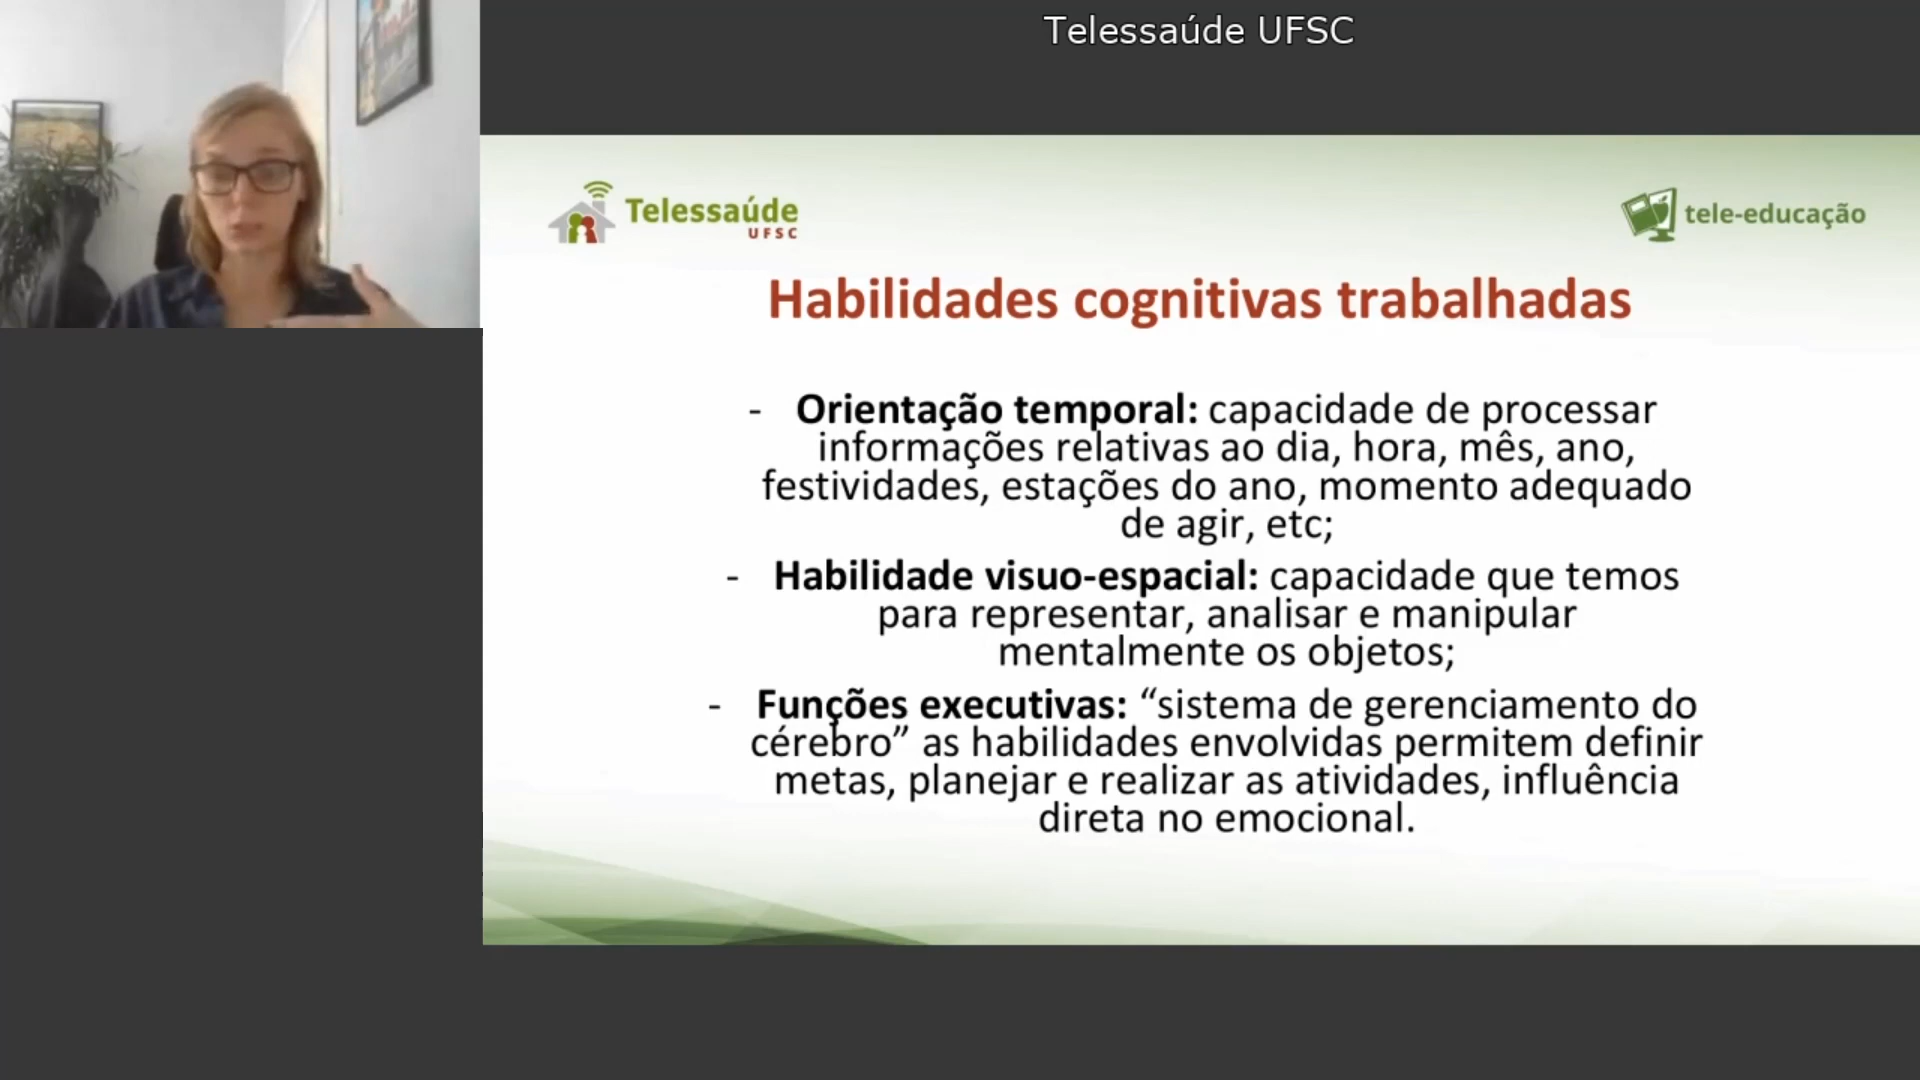 Telessaúde UFSC
Telessaúde
UFSC
tele-educação
Habilidades cognitivas trabalhadas
- Orientação temporal: capacidade de processar
informações relativas ao dia, hora, mês, ano,
festividades, estações do ano, momento adequado
de agir, etc;
- Habilidade visuo-espacial: capacidade que temos
para representar, analisar e manipular
mentalmente os objetos;
- Funções executivas: “sistema de gerenciamento do
cérebro” as habilidades envolvidas permitem definir
metas, planejar e realizar as atividades, influência
direta no emocional.